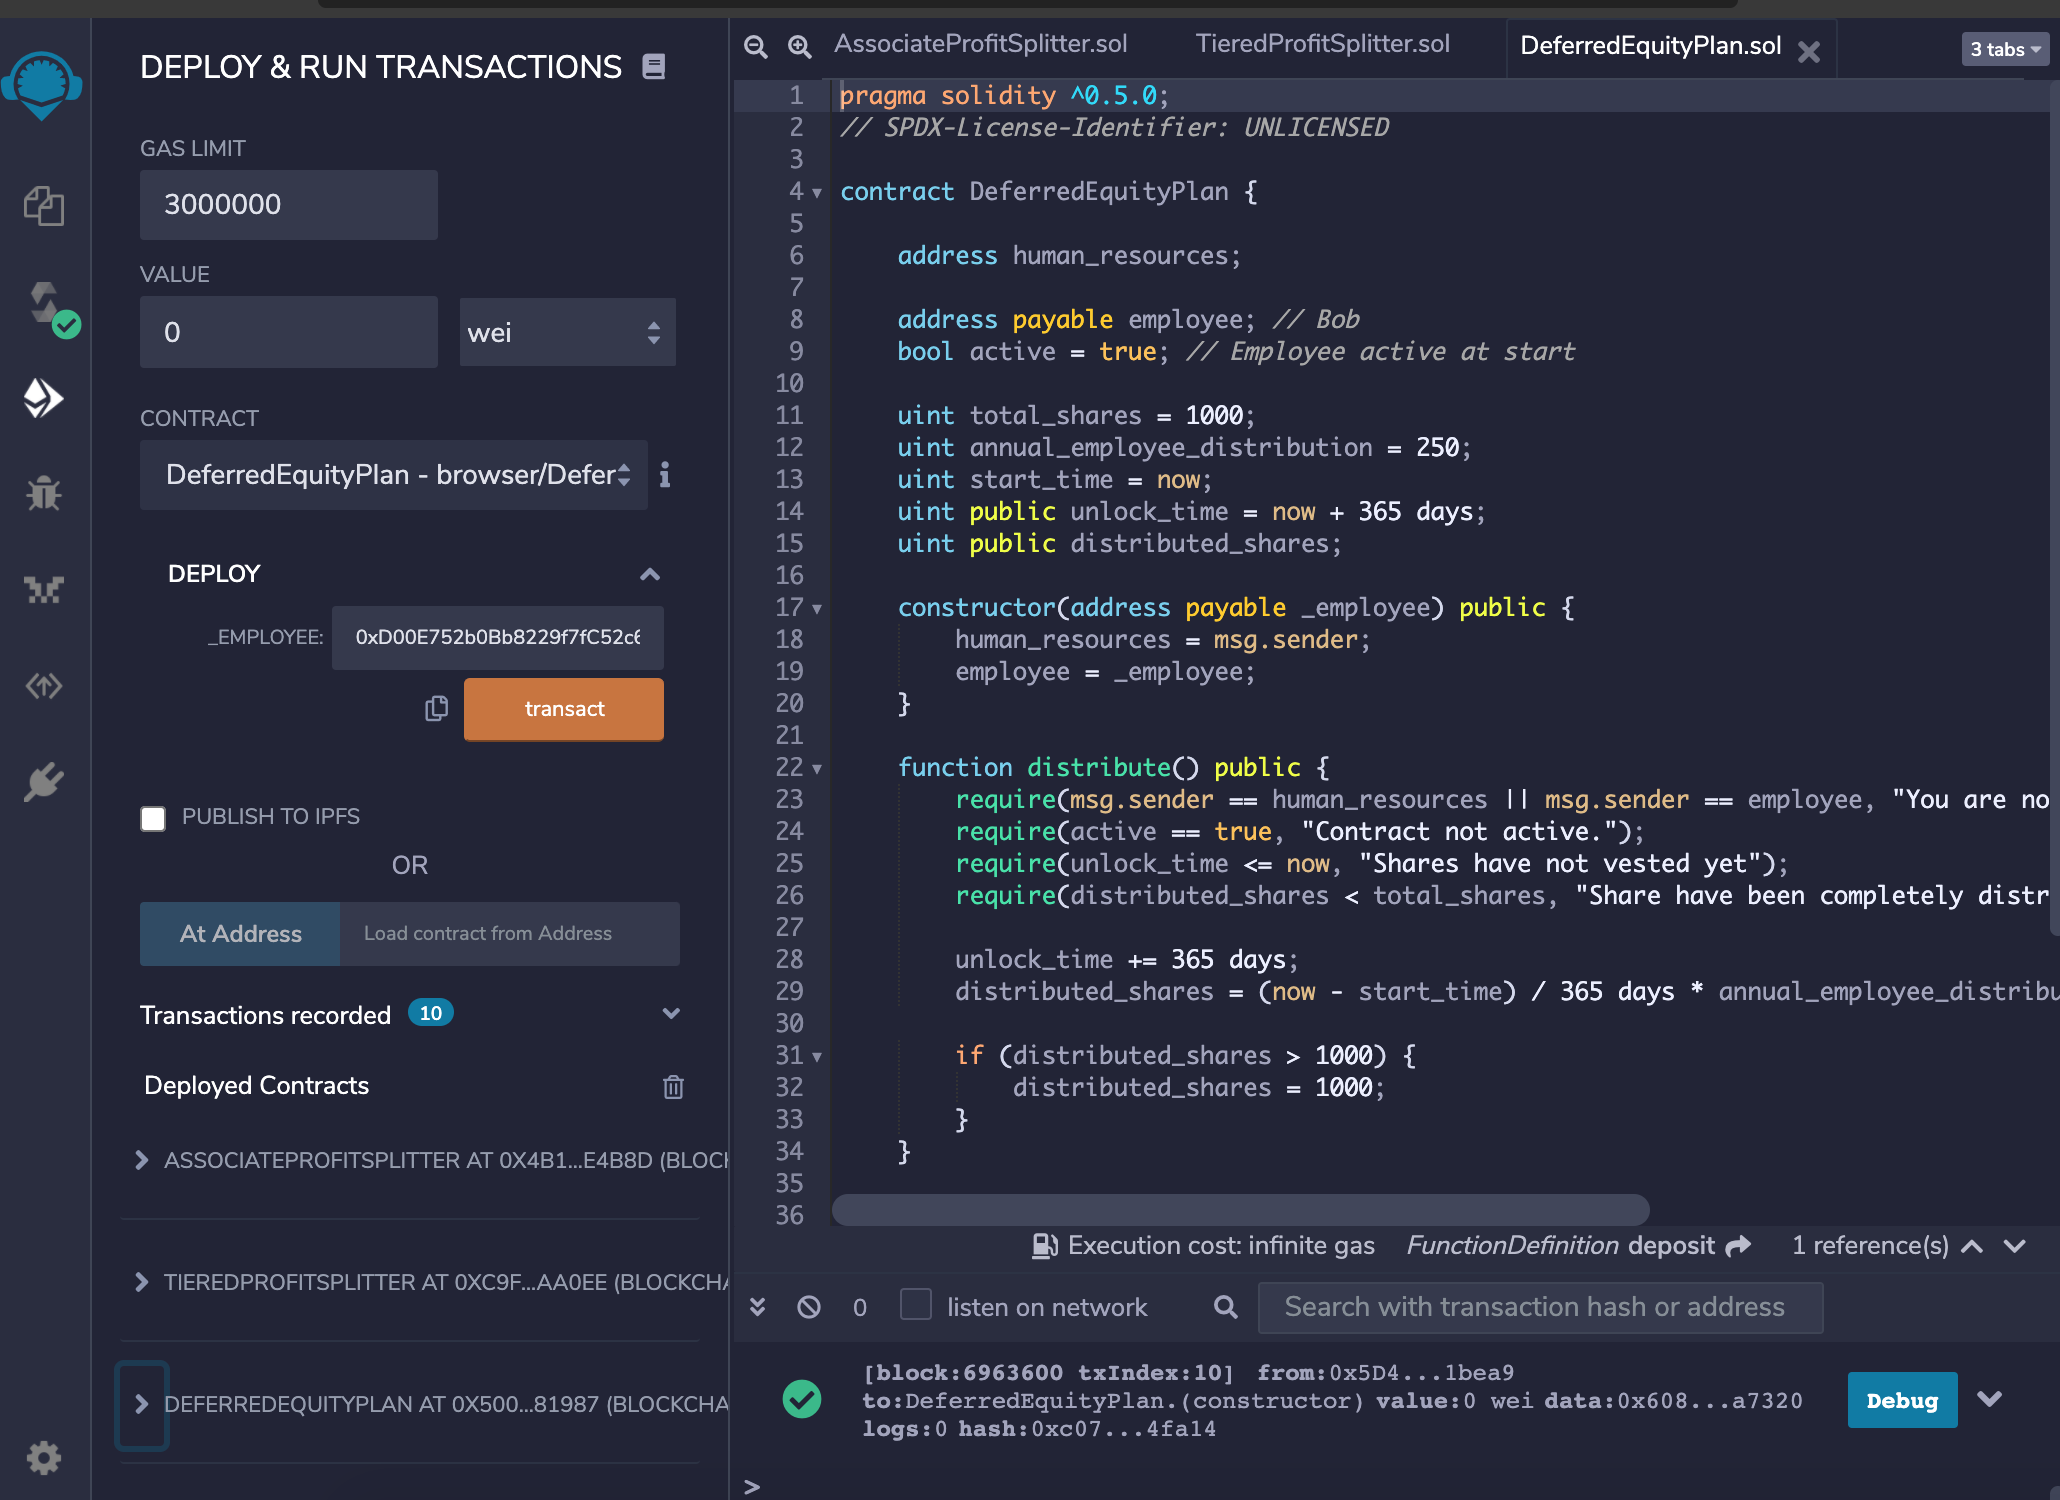 DEPLOY & RUN TRANSACTIONS
GAS LIMIT
3000000
VALUE
0
wei
CONTRACT
DeferredEquityPlan - browser/Defer
DEPLOY
_EMPLOYEE:
0xD00E752b0Bb8229f7fC52c6
transact
PUBLISH TO IPFS
OR
At Address
Load contract from Address
Transactions recorded 10
Deployed Contracts
ASSOCIATEPROFITSPLITTER AT 0X4B1...E4B8D (BLOCK
TIEREDPROFITSPLITTER AT 0XC9F...AA0EE (BLOCKCHA
DEFERREDEQUITYPLAN AT 0X500...81987 (BLOCKCHA
AssociateProfitSplitter.sol
TieredProfitSplitter.sol
DeferredEquityPlan.sol
3 tabs
1 pragma solidity ^0.5.0;
2 // SPDX-License-Identifier: UNLICENSED
3
4 contract DeferredEquityPlan {
5
6 address human_resources;
7
8 address payable employee; // Bob
9 bool active = true; // Employee active at start
10
11 uint total_shares = 1000;
12 uint annual_employee_distribution = 250;
13 uint start_time = now;
14 uint public unlock_time = now + 365 days;
15 uint public distributed_shares;
16
17 constructor(address payable _employee) public {
18 human_resources = msg.sender;
19 employee = _employee;
20 }
21
22 function distribute() public {
23 require(msg.sender == human_resources || msg.sender == employee, "You are no
24 require(active == true, "Contract not active.");
25 require(unlock_time <= now, "Shares have not vested yet");
26 require(distributed_shares < total_shares, "Share have been completely distr
27
28 unlock_time += 365 days;
29 distributed_shares = (now - start_time) / 365 days * annual_employee_distribu
30
31 if (distributed_shares > 1000) {
32 distributed_shares = 1000;
33 }
34 }
35
36
Execution cost: infinite gas FunctionDefinition deposit 1 reference(s)
0 listen on network Search with transaction hash or address
[block:6963600 txIndex:10] from:0x5D4...1bea9
to:DeferredEquityPlan.(constructor) value:0 wei data:0x608...a7320
logs:0 hash:0xc07...4fa14
Debug
>